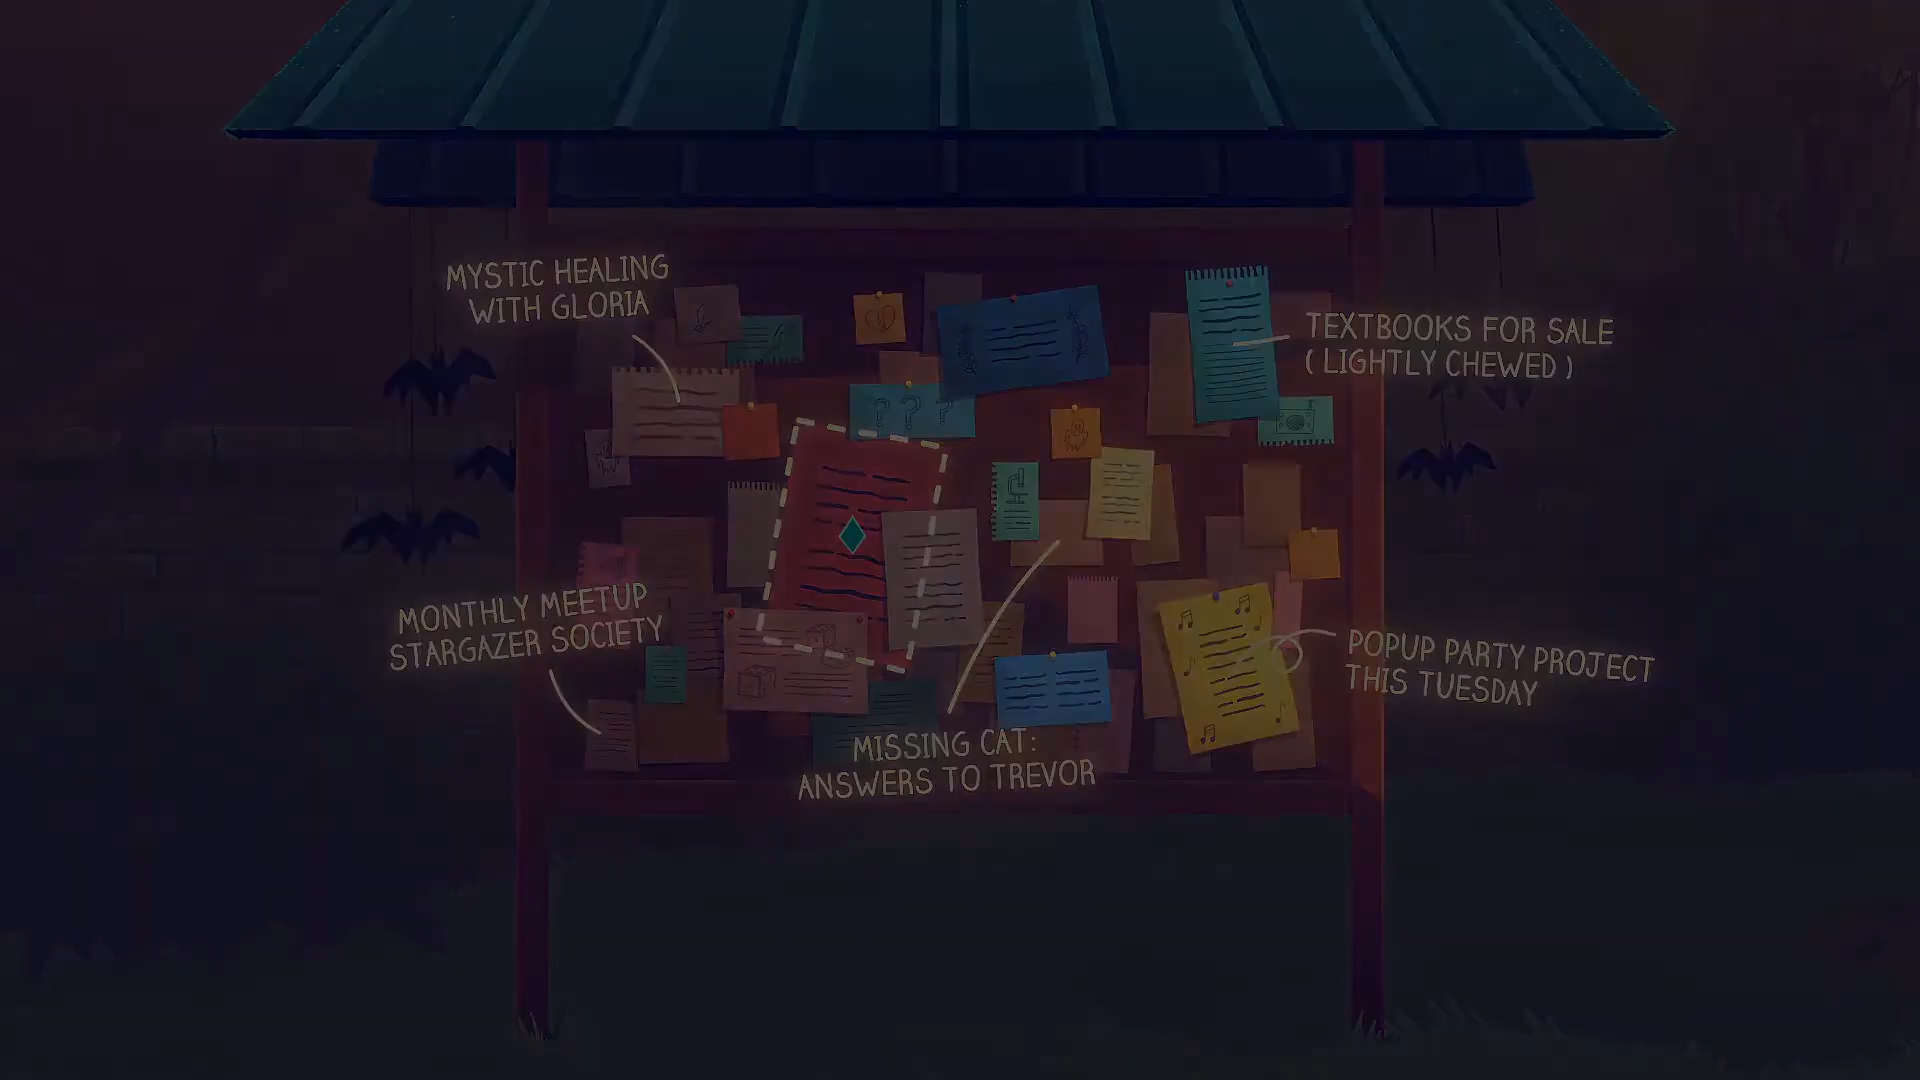 MYSTIC HEALING
WITH GLORIA
TEXTBOOKS FOR SALE
( LIGHTLY CHEWED )
? ? ?
MONTHLY MEETUP
STARGAZER SOCIETY
POPUP PARTY PROJECT
THIS TUESDAY
MISSING CAT:
ANSWERS TO TREVOR